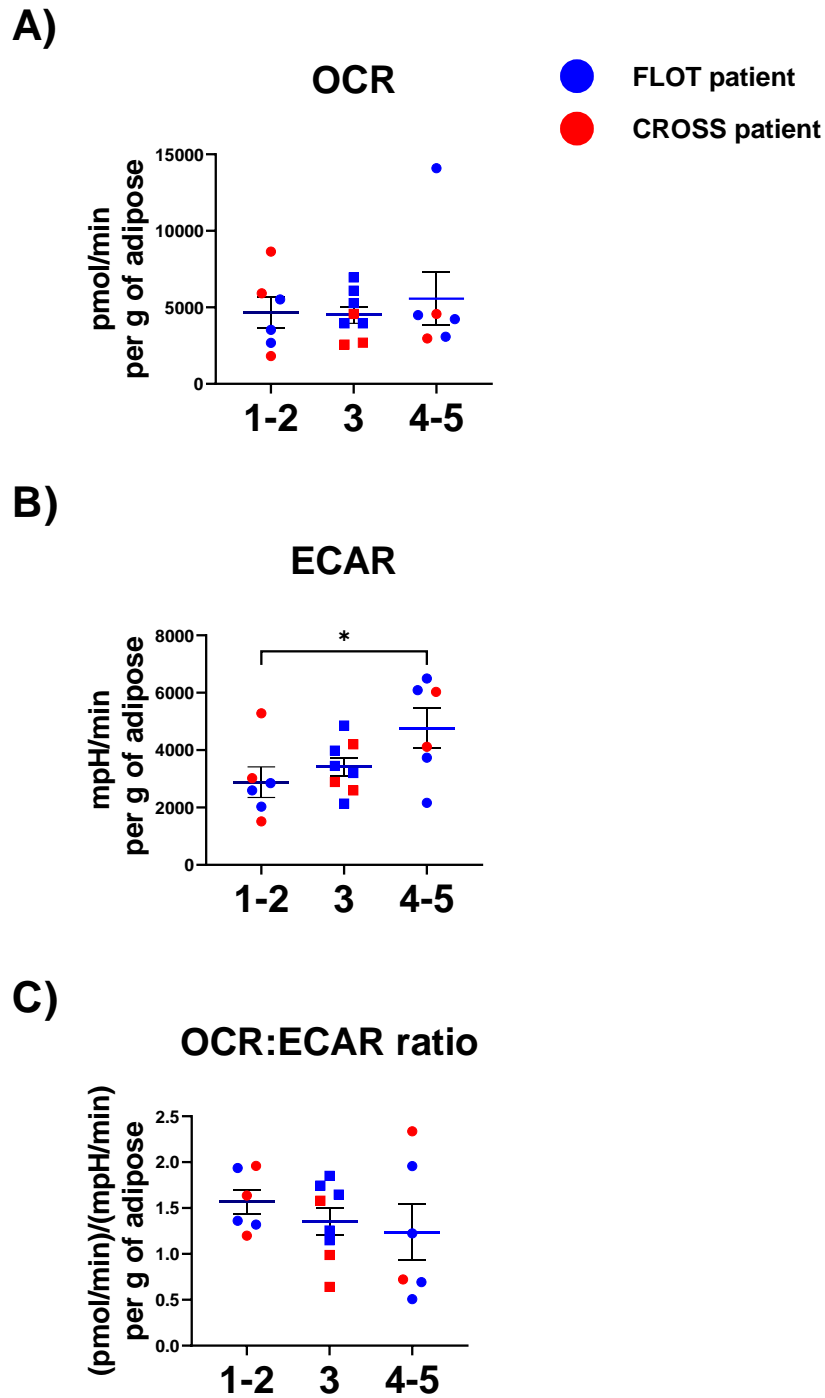 A)
OCR
FLOT patient
CROSS patient
pmol/min
per g of adipose
15000
10000
5000
0
1-2 3 4-5
B)
ECAR
mpH/min
per g of adipose
8000
6000
4000
2000
0
*
1-2 3 4-5
C)
OCR:ECAR ratio
(pmol/min)/(mpH/min)
per g of adipose
2.5
2.0
1.5
1.0
0.5
0.0
1-2 3 4-5